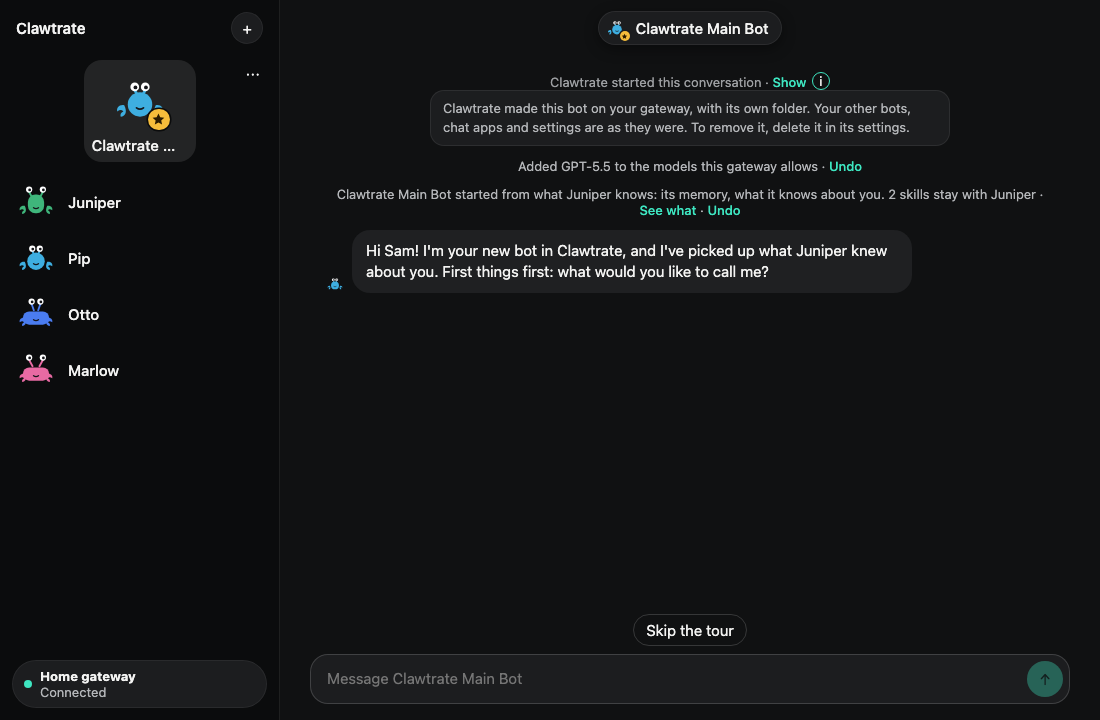 Clawtrate
+
...
Clawtrate ...
Juniper
Pip
Otto
Marlow
Home gateway
Connected
Clawtrate Main Bot
Clawtrate started this conversation · Show
Clawtrate made this bot on your gateway, with its own folder. Your other bots,
chat apps and settings are as they were. To remove it, delete it in its settings.
Added GPT-5.5 to the models this gateway allows · Undo
Clawtrate Main Bot started from what Juniper knows: its memory, what it knows about you. 2 skills stay with Juniper ·
See what · Undo
Hi Sam! I'm your new bot in Clawtrate, and I've picked up what Juniper knew
about you. First things first: what would you like to call me?
Skip the tour
Message Clawtrate Main Bot